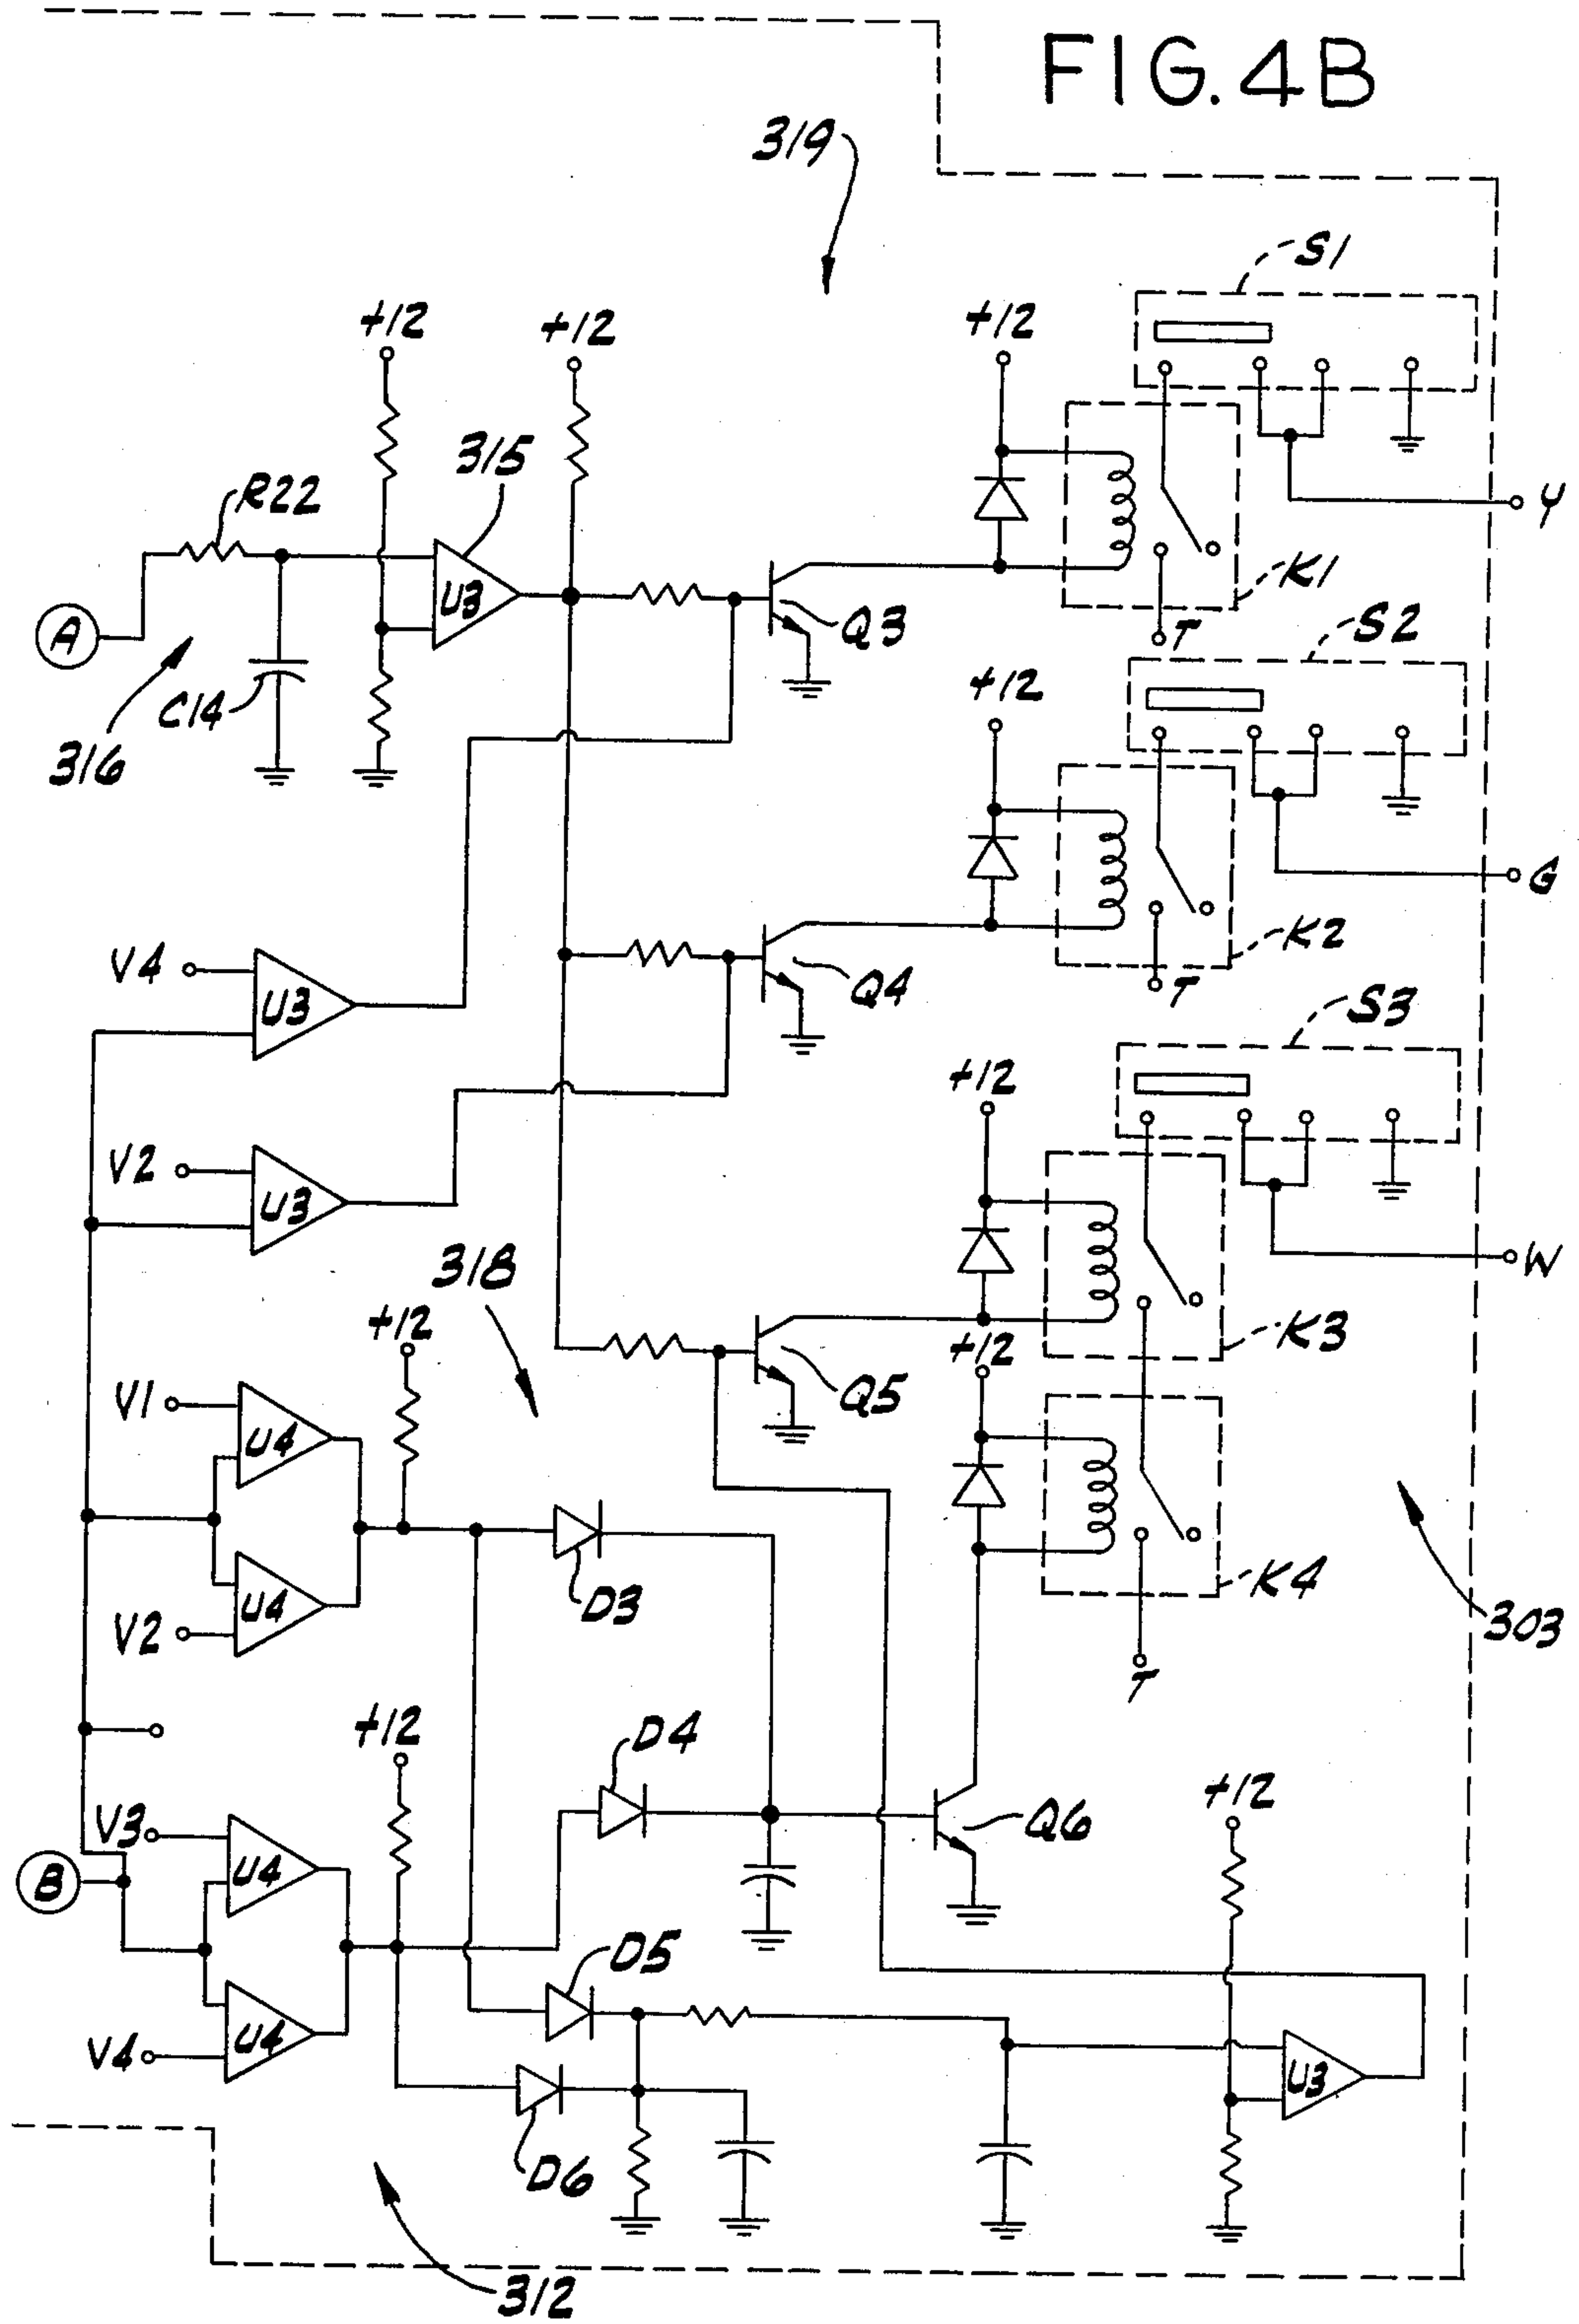 FIG. 4B
319
S1
+12
+12
+12
315
R22
Y
U3
K1
A
Q3
T
S2
C14
316
+12
G
K2
V4
Q4
T
U3
S3
+12
V2
U3
318
W
+12
K3
+12
V1
Q5
U4
K4
D3
U4
V2
303
T
+12
D4
+12
V3
Q6
U4
B
D5
U4
V4
U3
D6
312